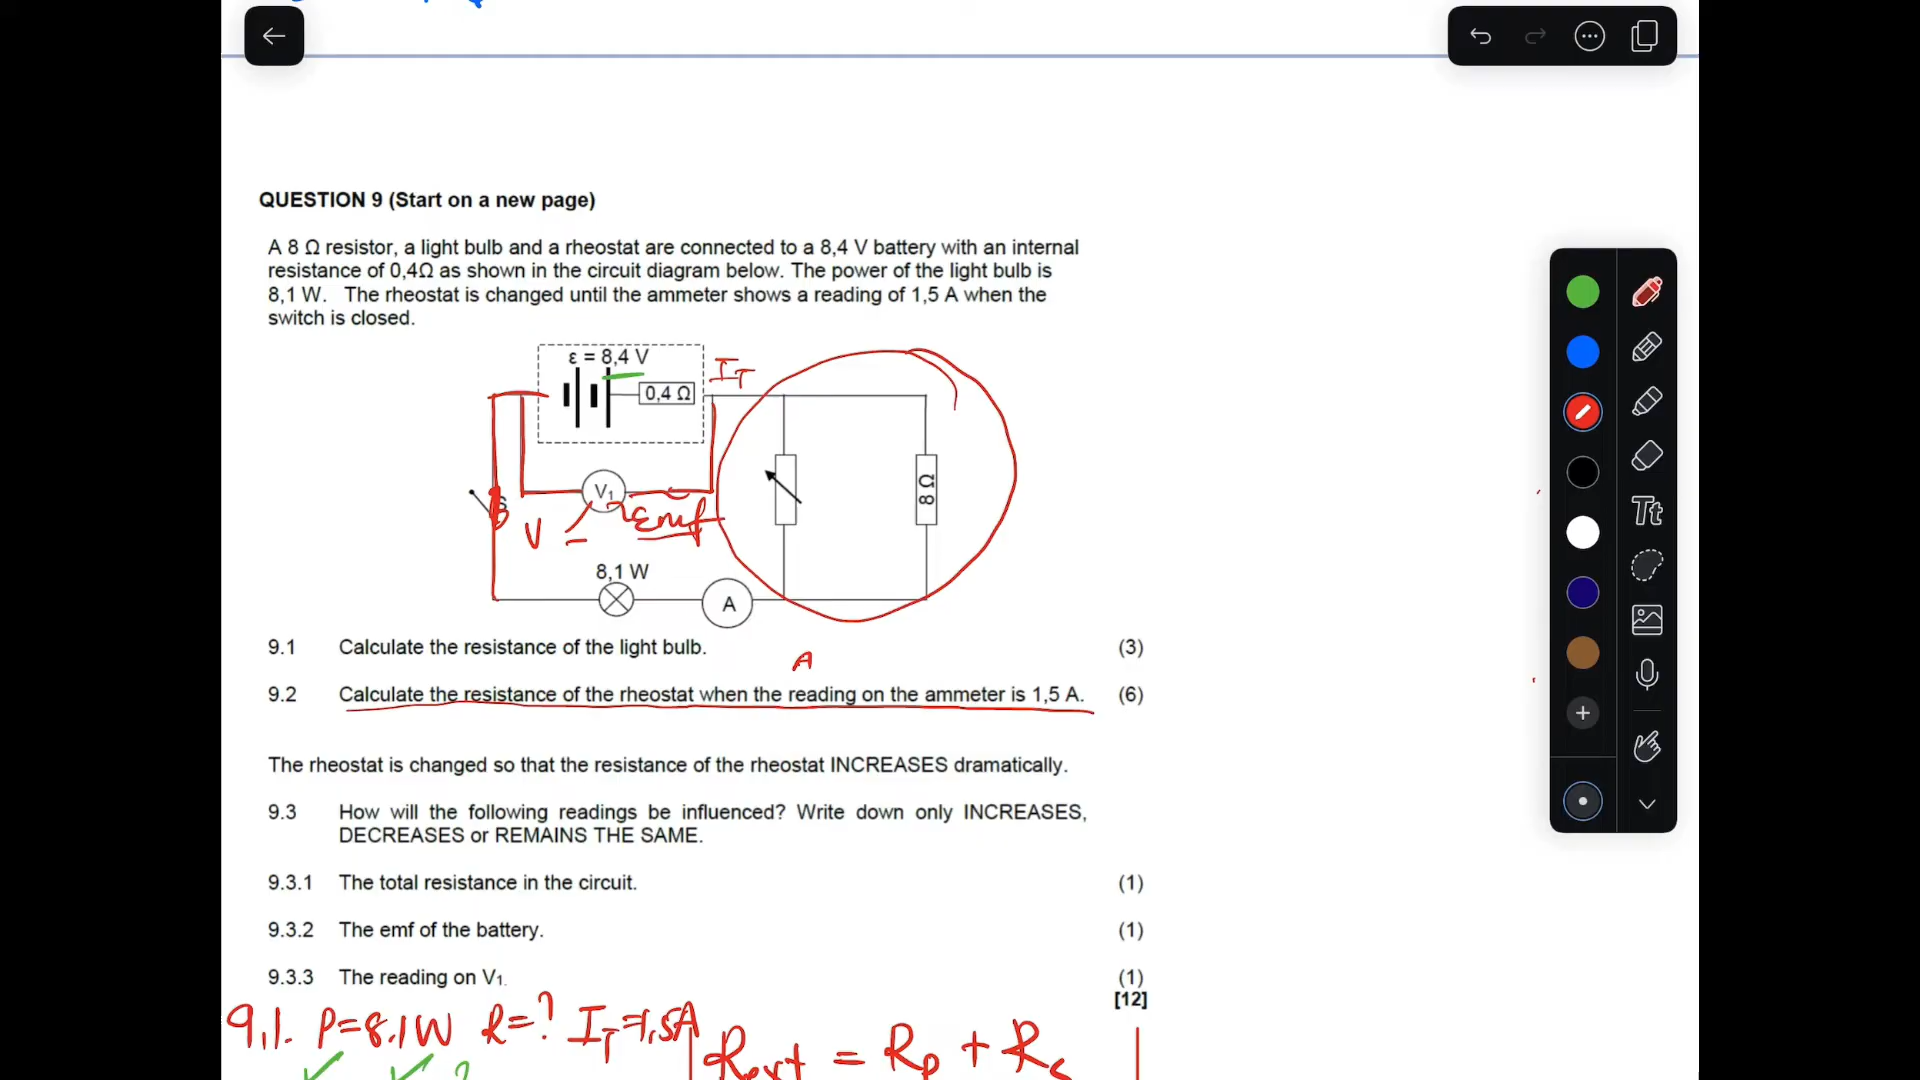 QUESTION 9 (Start on a new page)
A 8 Ω resistor, a light bulb and a rheostat are connected to a 8,4 V battery with an internal
resistance of 0,4Ω as shown in the circuit diagram below. The power of the light bulb is
8,1 W. The rheostat is changed until the ammeter shows a reading of 1,5 A when the
switch is closed.
ε = 8,4 V
I_T
0,4 Ω
V₁
S
8 Ω
V = Emf
8,1 W
A
9.1 Calculate the resistance of the light bulb. (3)
A
9.2 Calculate the resistance of the rheostat when the reading on the ammeter is 1,5 A. (6)
The rheostat is changed so that the resistance of the rheostat INCREASES dramatically.
9.3 How will the following readings be influenced? Write down only INCREASES,
DECREASES or REMAINS THE SAME.
9.3.1 The total resistance in the circuit. (1)
9.3.2 The emf of the battery. (1)
9.3.3 The reading on V₁. (1)
[12]
9.1. P=8.1W R=? I_T=1.5A
R_ext = R_p + R_s
Tt